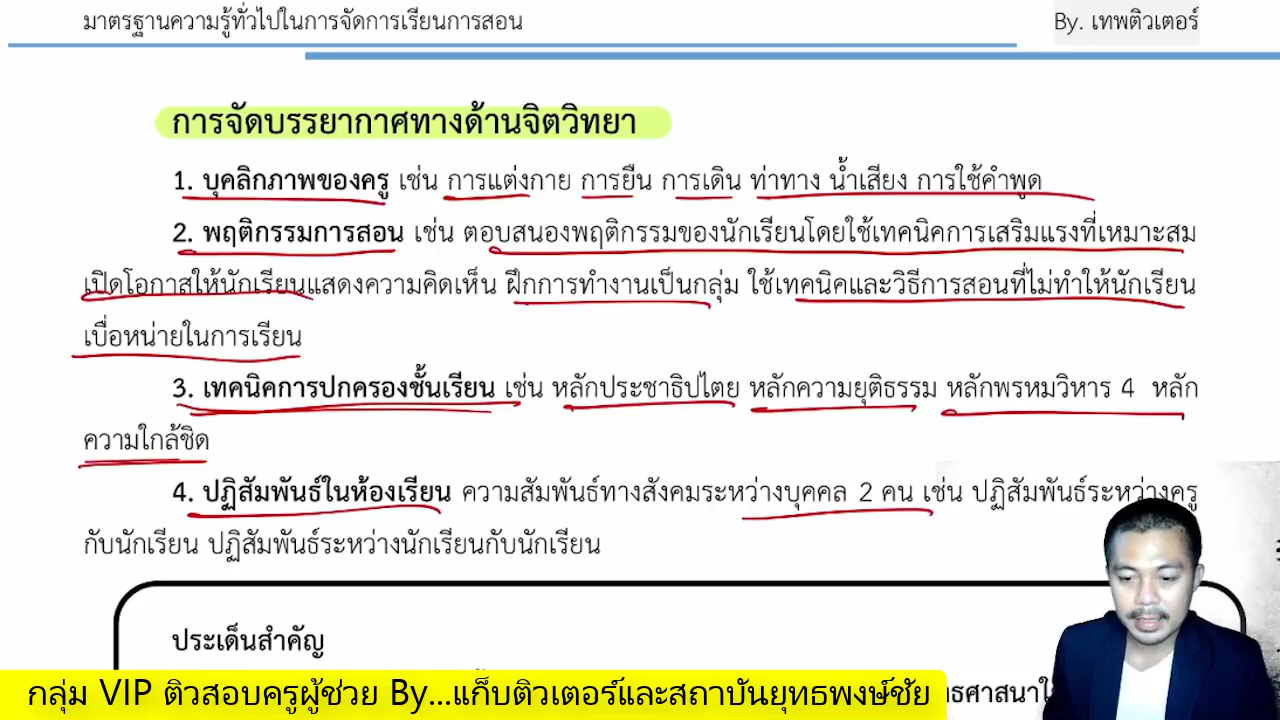 มาตรฐานความรู้ทั่วไปในการจัดการเรียนการสอน
By. เทพติวเตอร์
การจัดบรรยากาศทางด้านจิตวิทยา
1. บุคลิกภาพของครู เช่น การแต่งกาย การยืน การเดิน ท่าทาง น้ำเสียง การใช้คำพูด
2. พฤติกรรมการสอน เช่น ตอบสนองพฤติกรรมของนักเรียนโดยใช้เทคนิคการเสริมแรงที่เหมาะสม
เปิดโอกาสให้นักเรียนแสดงความคิดเห็น ฝึกการทำงานเป็นกลุ่ม ใช้เทคนิคและวิธีการสอนที่ไม่ทำให้นักเรียน
เบื่อหน่ายในการเรียน
3. เทคนิคการปกครองชั้นเรียน เช่น หลักประชาธิปไตย หลักความยุติธรรม หลักพรหมวิหาร 4 หลัก
ความใกล้ชิด
4. ปฏิสัมพันธ์ในห้องเรียน ความสัมพันธ์ทางสังคมระหว่างบุคคล 2 คน เช่น ปฏิสัมพันธ์ระหว่างครู
กับนักเรียน ปฏิสัมพันธ์ระหว่างนักเรียนกับนักเรียน
ประเด็นสำคัญ
กลุ่ม VIP ติวสอบครูผู้ช่วย By...แก็บติวเตอร์และสถาบันยุทธพงษ์ชัย